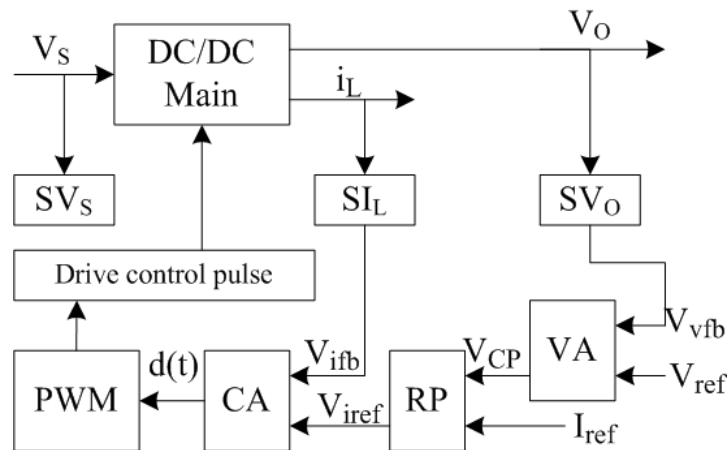 V_S
DC/DC
Main
V_O
i_L
SV_S
SI_L
SV_O
Drive control pulse
V_vfb
V_ref
VA
V_CP
V_ifb
d(t)
PWM
CA
V_iref
RP
I_ref